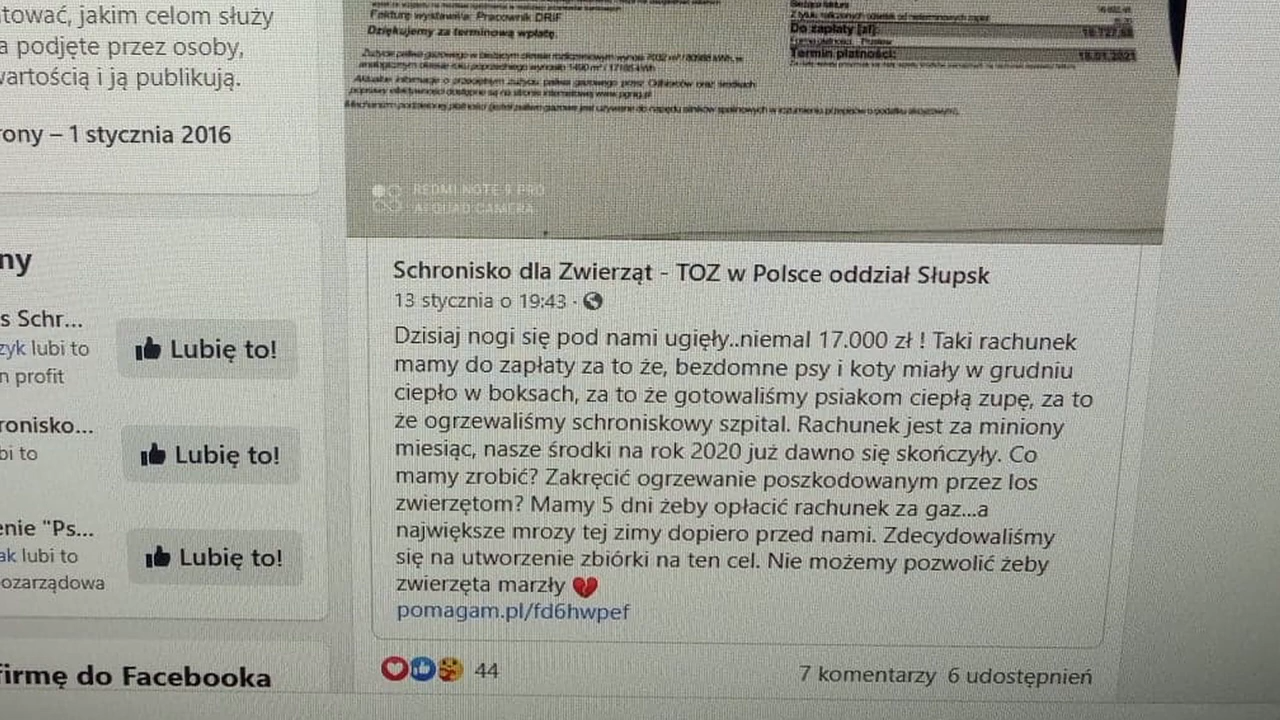 tować, jakim celom służy
a podjęte przez osoby,
wartością i ją publikują.
rony – 1 stycznia 2016
ny
s Schr...
zyk lubi to
n profit
Lubię to!
ronisko...
bi to
Lubię to!
enie "Ps...
ak lubi to
ozarządowa
Lubię to!
firmę do Facebooka
Fakturę wystawił/a: Pracownik DRIF
Dziękujemy za terminową wpłatę.
Do zapłaty [zł]:
Termin płatności: 18.01.2021
REDMI NOTE 9 PRO
AI QUAD CAMERA
Schronisko dla Zwierząt - TOZ w Polsce oddział Słupsk
13 stycznia o 19:43 ·
Dzisiaj nogi się pod nami ugięły..niemal 17.000 zł ! Taki rachunek
mamy do zapłaty za to że, bezdomne psy i koty miały w grudniu
ciepło w boksach, za to że gotowaliśmy psiakom ciepłą zupę, za to
że ogrzewaliśmy schroniskowy szpital. Rachunek jest za miniony
miesiąc, nasze środki na rok 2020 już dawno się skończyły. Co
mamy zrobić? Zakręcić ogrzewanie poszkodowanym przez los
zwierzętom? Mamy 5 dni żeby opłacić rachunek za gaz...a
największe mrozy tej zimy dopiero przed nami. Zdecydowaliśmy
się na utworzenie zbiórki na ten cel. Nie możemy pozwolić żeby
zwierzęta marzły 💔
pomagam.pl/fd6hwpef
44
7 komentarzy 6 udostępnień